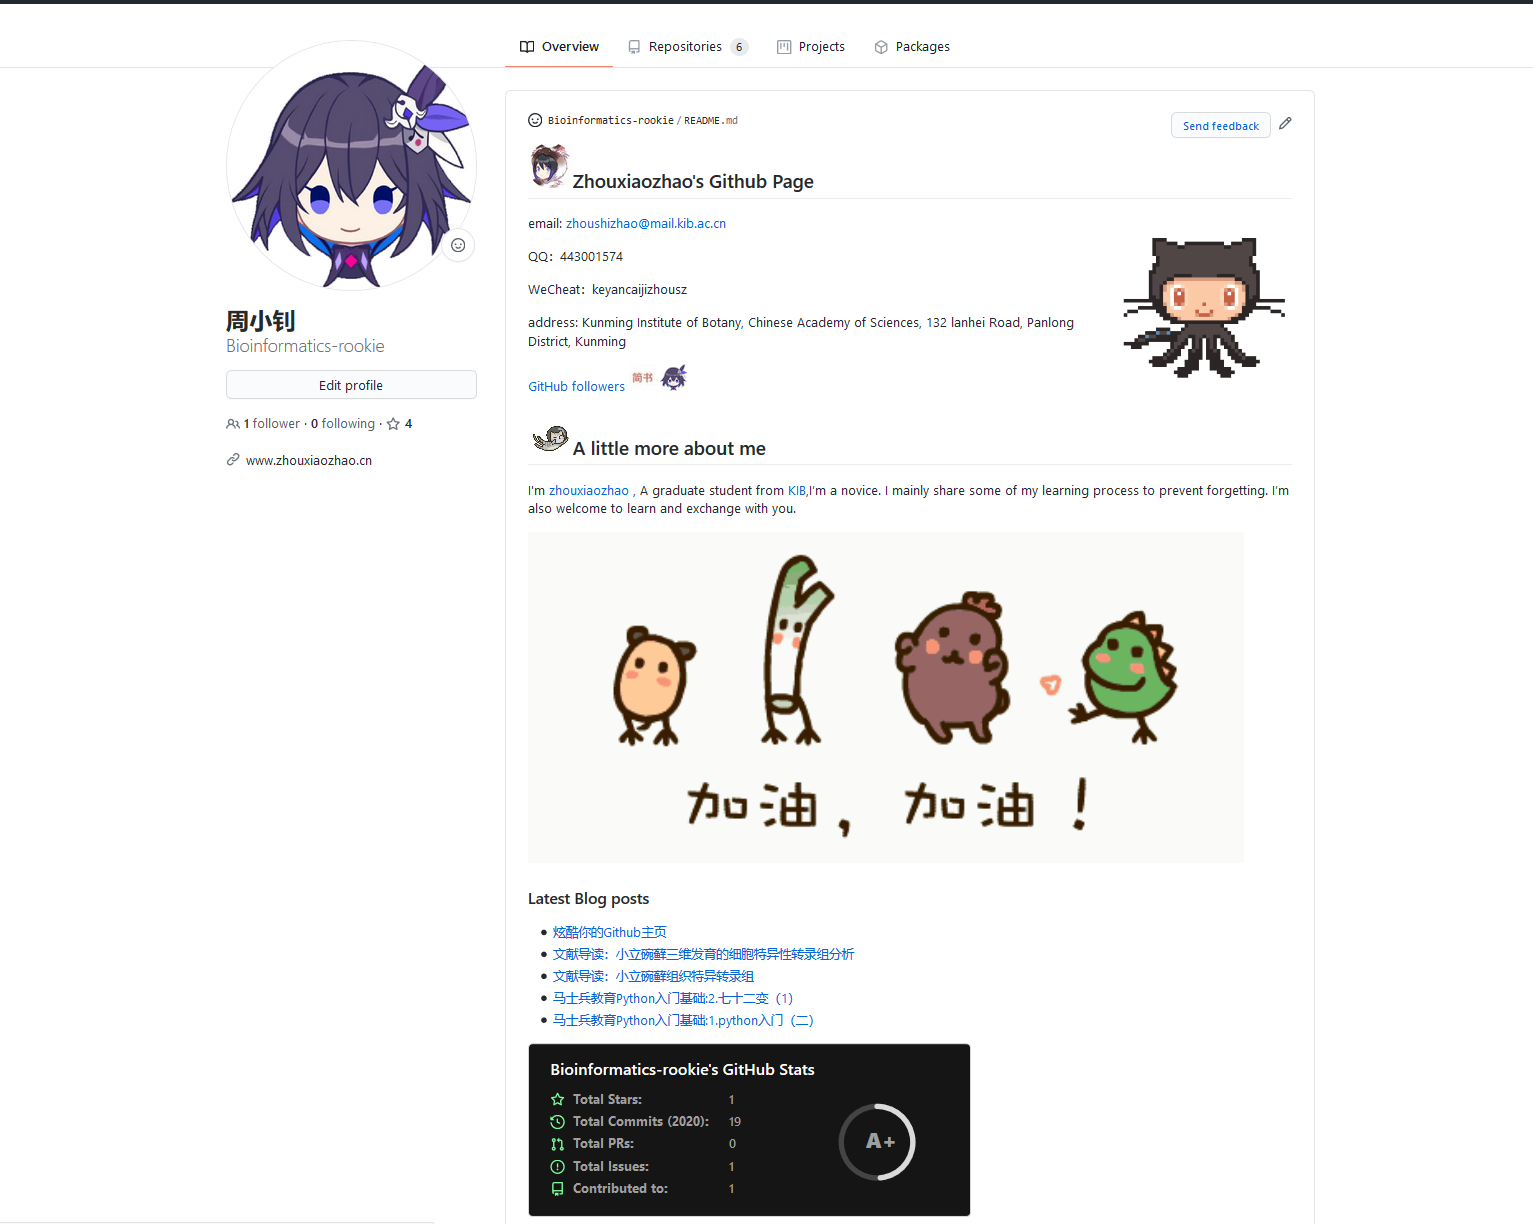 Overview Repositories 6 Projects Packages
周小钊
Bioinformatics-rookie
Edit profile
1 follower · 0 following · 4
www.zhouxiaozhao.cn
Bioinformatics-rookie / README.md
Send feedback
Zhouxiaozhao's Github Page
email: zhoushizhao@mail.kib.ac.cn
QQ：443001574
WeCheat：keyancaijizhousz
address: Kunming Institute of Botany, Chinese Academy of Sciences, 132 lanhei Road, Panlong
District, Kunming
GitHub followers 简书
A little more about me
I'm zhouxiaozhao , A graduate student from KIB,I'm a novice. I mainly share some of my learning process to prevent forgetting. I'm
also welcome to learn and exchange with you.
加油，加油！
Latest Blog posts
炫酷你的Github主页
文献导读：小立碗藓三维发育的细胞特异性转录组分析
文献导读：小立碗藓组织特异转录组
马士兵教育Python入门基础:2.七十二变（1）
马士兵教育Python入门基础:1.python入门（二）
Bioinformatics-rookie's GitHub Stats
Total Stars: 1
Total Commits (2020): 19
Total PRs: 0
Total Issues: 1
Contributed to: 1
A+